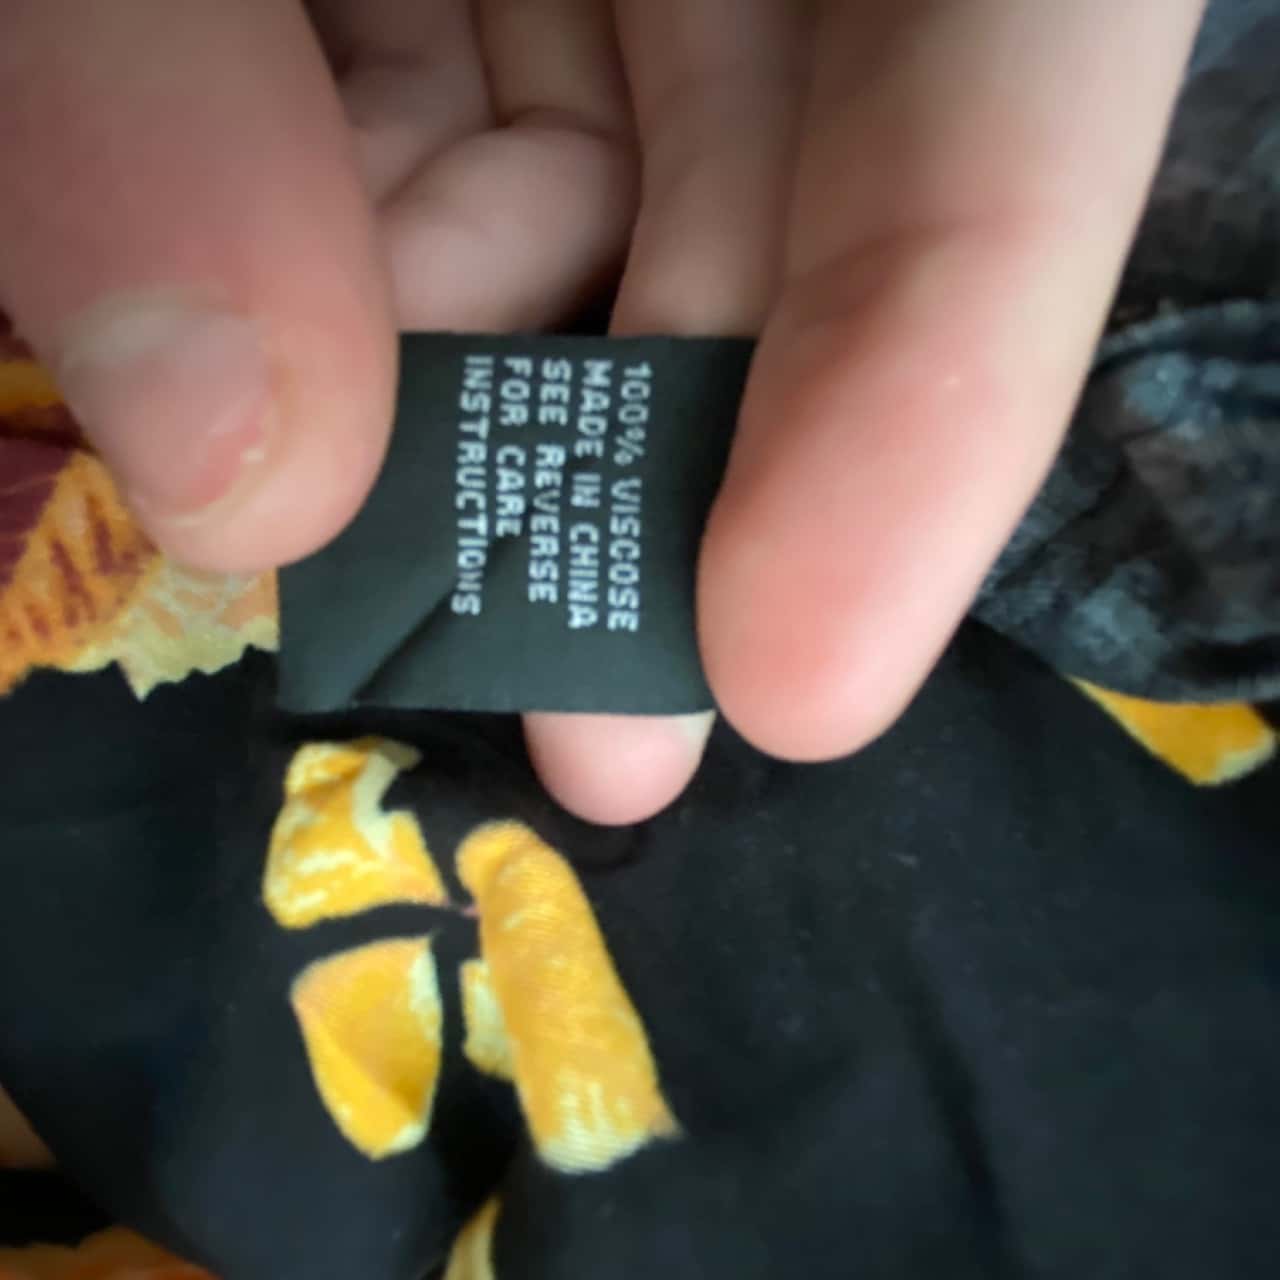 100% VISCOSE
MADE IN CHINA
SEE REVERSE
FOR CARE
INSTRUCTIONS